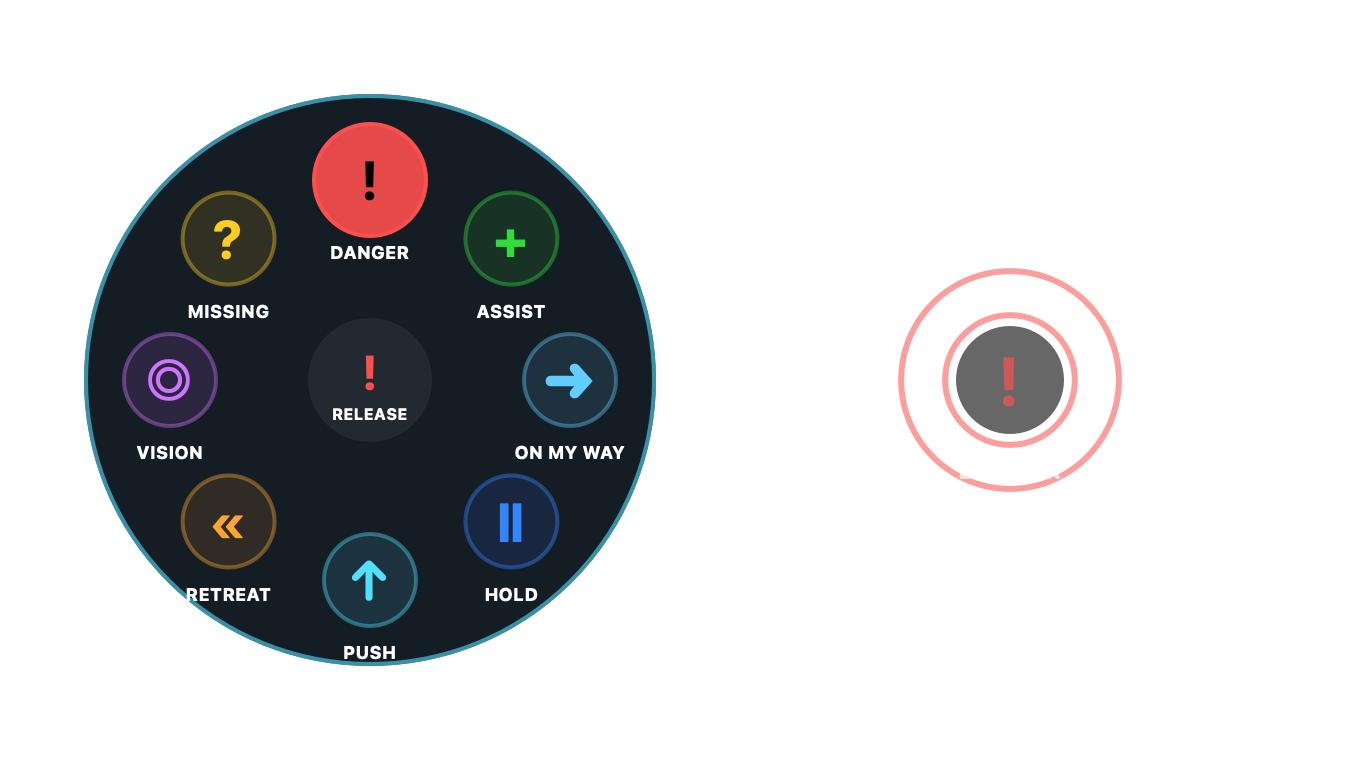 !
DANGER
?
MISSING
+
ASSIST
!
RELEASE
VISION
ON MY WAY
«
RETREAT
HOLD
PUSH
!